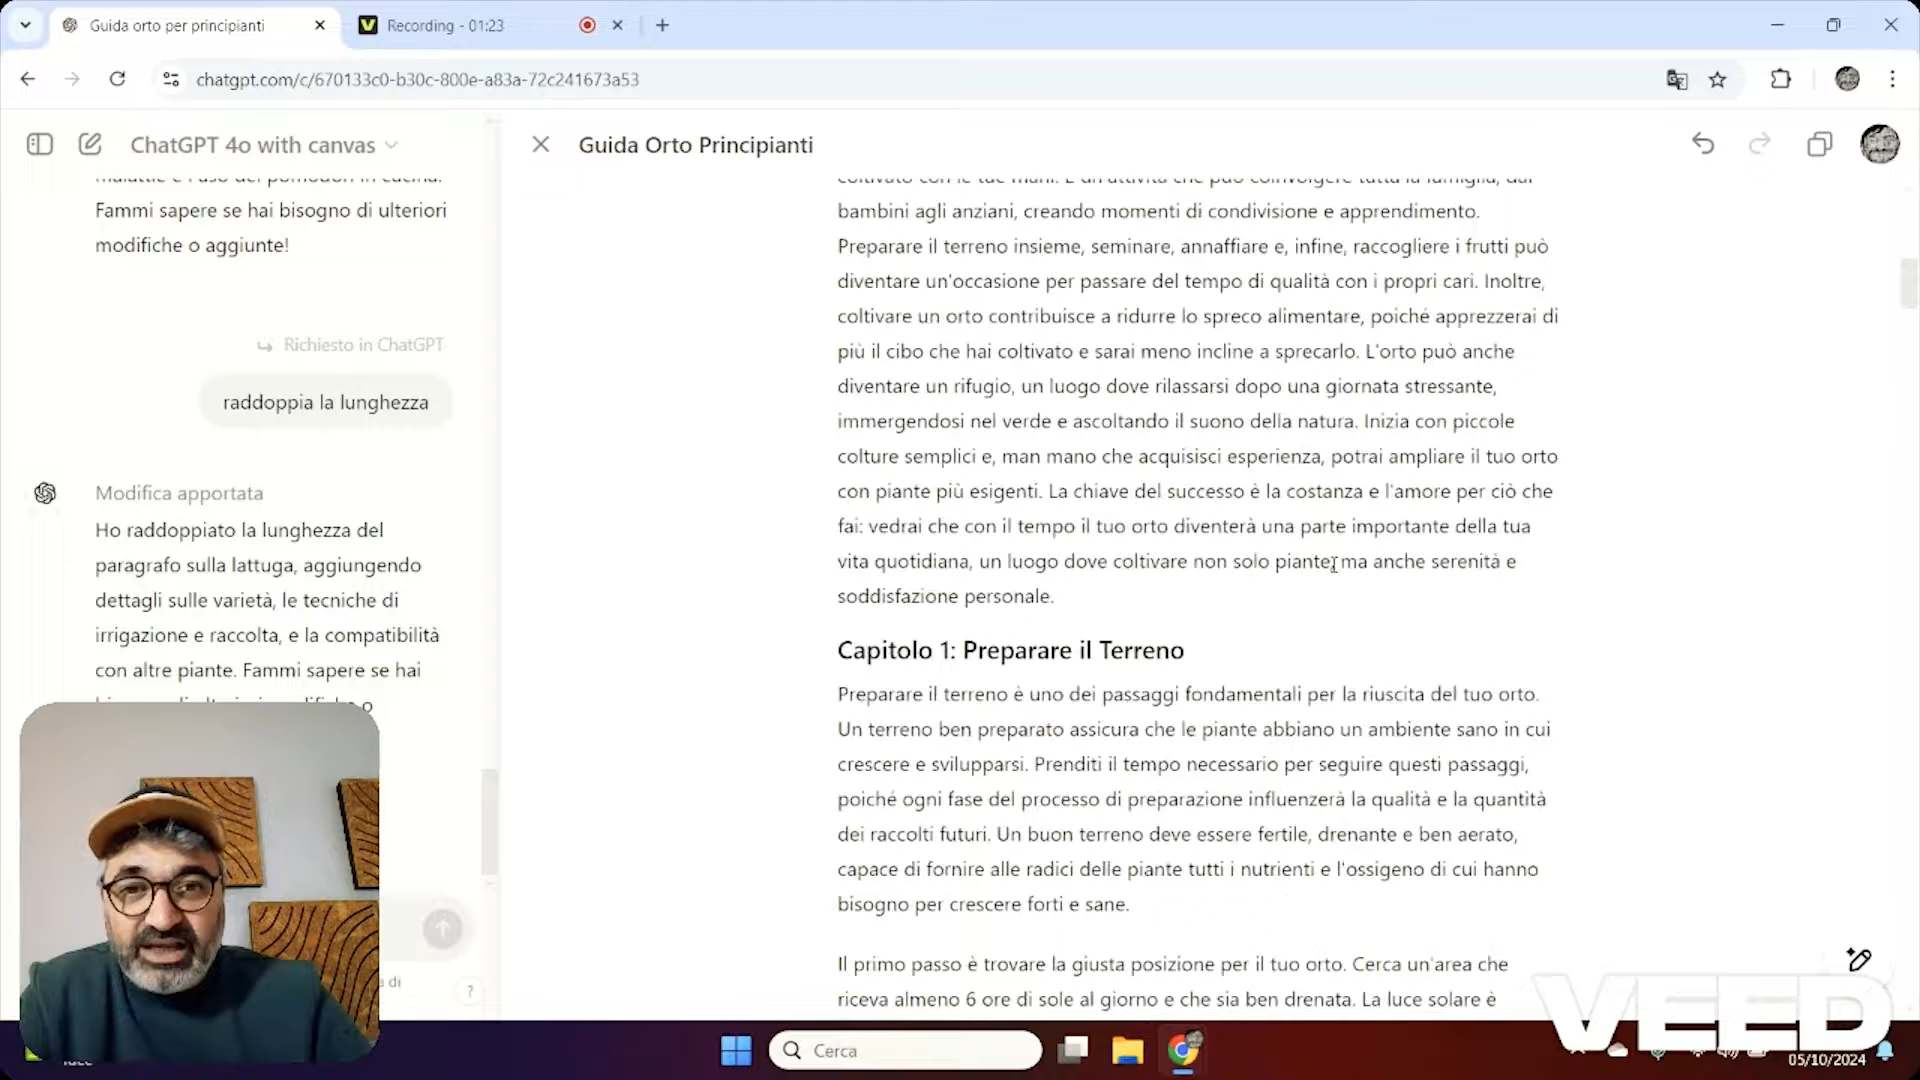 Guida orto per principianti
Recording - 01:23
chatgpt.com/c/670133c0-b30c-800e-a83a-72c241673a53
ChatGPT 4o with canvas
Fammi sapere se hai bisogno di ulteriori
modifiche o aggiunte!
Richiesto in ChatGPT
raddoppia la lunghezza
Modifica apportata
Ho raddoppiato la lunghezza del
paragrafo sulla lattuga, aggiungendo
dettagli sulle varietà, le tecniche di
irrigazione e raccolta, e la compatibilità
con altre piante. Fammi sapere se hai
di
?
Guida Orto Principianti
coltivato con le tue mani. È un'attività che può coinvolgere tutta la famiglia, dai
bambini agli anziani, creando momenti di condivisione e apprendimento.
Preparare il terreno insieme, seminare, annaffiare e, infine, raccogliere i frutti può
diventare un'occasione per passare del tempo di qualità con i propri cari. Inoltre,
coltivare un orto contribuisce a ridurre lo spreco alimentare, poiché apprezzerai di
più il cibo che hai coltivato e sarai meno incline a sprecarlo. L'orto può anche
diventare un rifugio, un luogo dove rilassarsi dopo una giornata stressante,
immergendosi nel verde e ascoltando il suono della natura. Inizia con piccole
colture semplici e, man mano che acquisisci esperienza, potrai ampliare il tuo orto
con piante più esigenti. La chiave del successo è la costanza e l'amore per ciò che
fai: vedrai che con il tempo il tuo orto diventerà una parte importante della tua
vita quotidiana, un luogo dove coltivare non solo piante ma anche serenità e
soddisfazione personale.
Capitolo 1: Preparare il Terreno
Preparare il terreno è uno dei passaggi fondamentali per la riuscita del tuo orto.
Un terreno ben preparato assicura che le piante abbiano un ambiente sano in cui
crescere e svilupparsi. Prenditi il tempo necessario per seguire questi passaggi,
poiché ogni fase del processo di preparazione influenzerà la qualità e la quantità
dei raccolti futuri. Un buon terreno deve essere fertile, drenante e ben aerato,
capace di fornire alle radici delle piante tutti i nutrienti e l'ossigeno di cui hanno
bisogno per crescere forti e sane.
Il primo passo è trovare la giusta posizione per il tuo orto. Cerca un'area che
riceva almeno 6 ore di sole al giorno e che sia ben drenata. La luce solare è
VEED
Cerca
05/10/2024